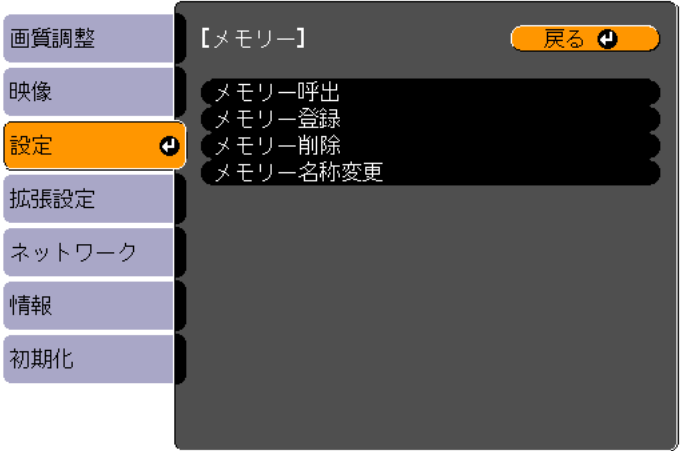 画質調整
映像
設定
拡張設定
ネットワーク
情報
初期化
【メモリー】
戻る
メモリー呼出
メモリー登録
メモリー削除
メモリー名称変更